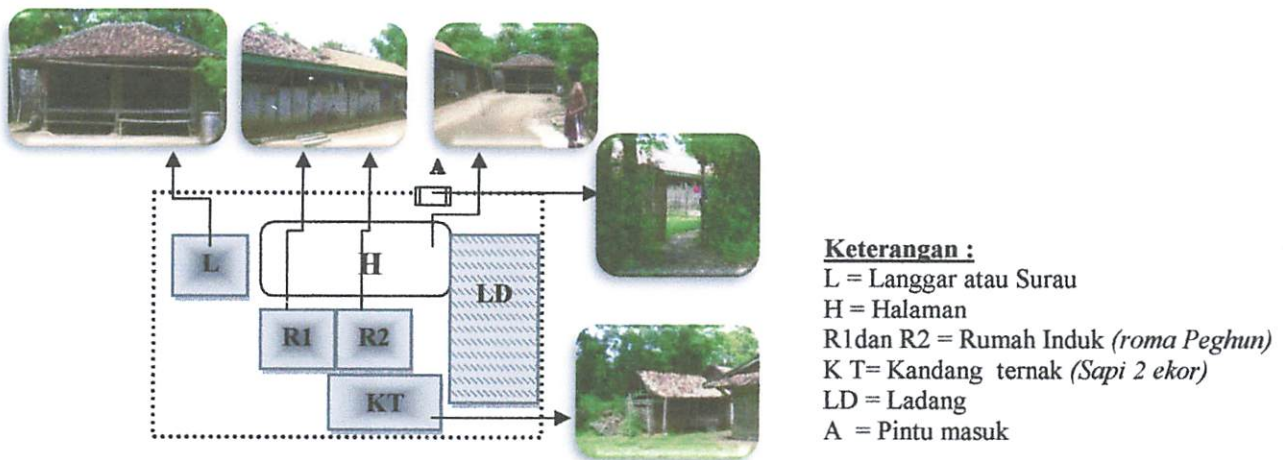 A
L
H
LD
R1
R2
KT
Keterangan :
L = Langgar atau Surau
H = Halaman
R1dan R2 = Rumah Induk (roma Peghun)
K T= Kandang ternak (Sapi 2 ekor)
LD = Ladang
A = Pintu masuk